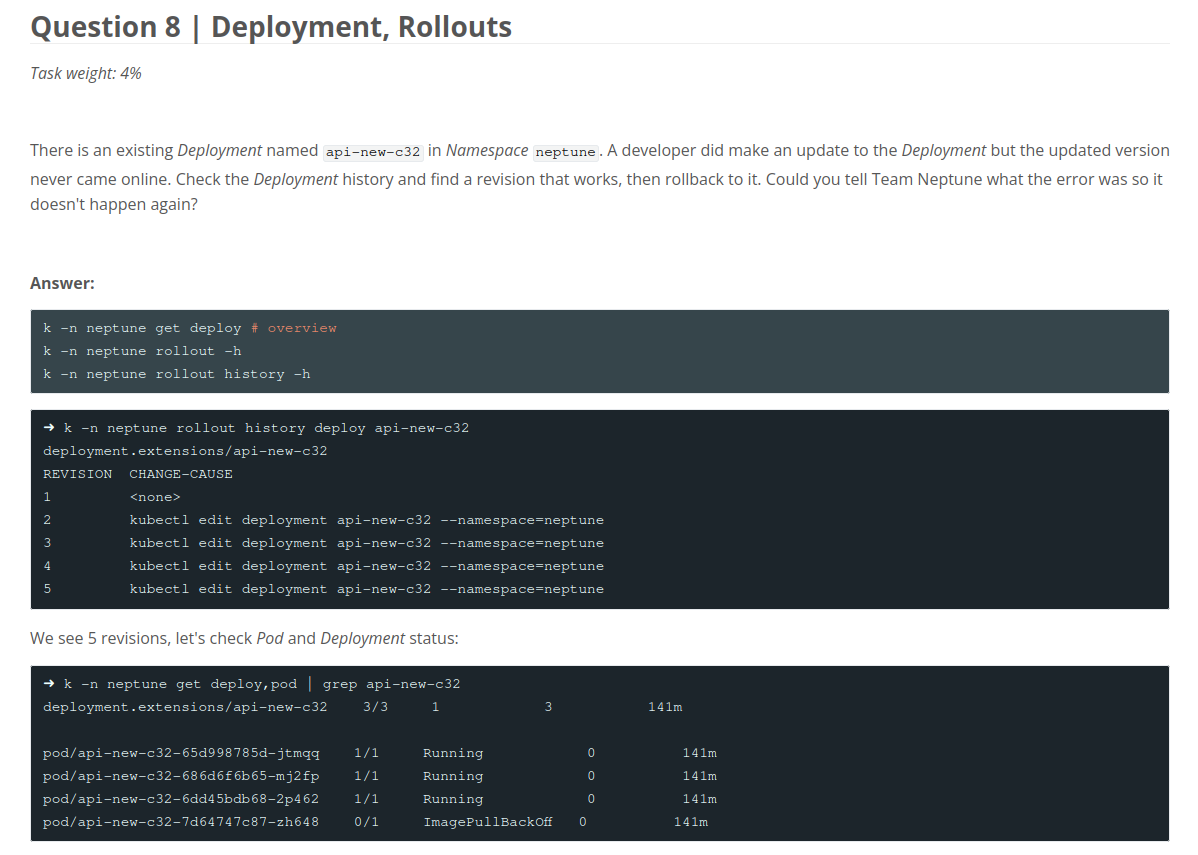 Question 8 | Deployment, Rollouts
Task weight: 4%
There is an existing Deployment named api-new-c32 in Namespace neptune. A developer did make an update to the Deployment but the updated version
never came online. Check the Deployment history and find a revision that works, then rollback to it. Could you tell Team Neptune what the error was so it
doesn't happen again?
Answer:
k -n neptune get deploy # overview
k -n neptune rollout -h
k -n neptune rollout history -h
➜ k -n neptune rollout history deploy api-new-c32
deployment.extensions/api-new-c32
REVISION  CHANGE-CAUSE
1         <none>
2         kubectl edit deployment api-new-c32 --namespace=neptune
3         kubectl edit deployment api-new-c32 --namespace=neptune
4         kubectl edit deployment api-new-c32 --namespace=neptune
5         kubectl edit deployment api-new-c32 --namespace=neptune
We see 5 revisions, let's check Pod and Deployment status:
➜ k -n neptune get deploy,pod | grep api-new-c32
deployment.extensions/api-new-c32    3/3     1            3           141m
pod/api-new-c32-65d998785d-jtmqq    1/1     Running            0          141m
pod/api-new-c32-686d6f6b65-mj2fp    1/1     Running            0          141m
pod/api-new-c32-6dd45bdb68-2p462    1/1     Running            0          141m
pod/api-new-c32-7d64747c87-zh648    0/1     ImagePullBackOff   0          141m